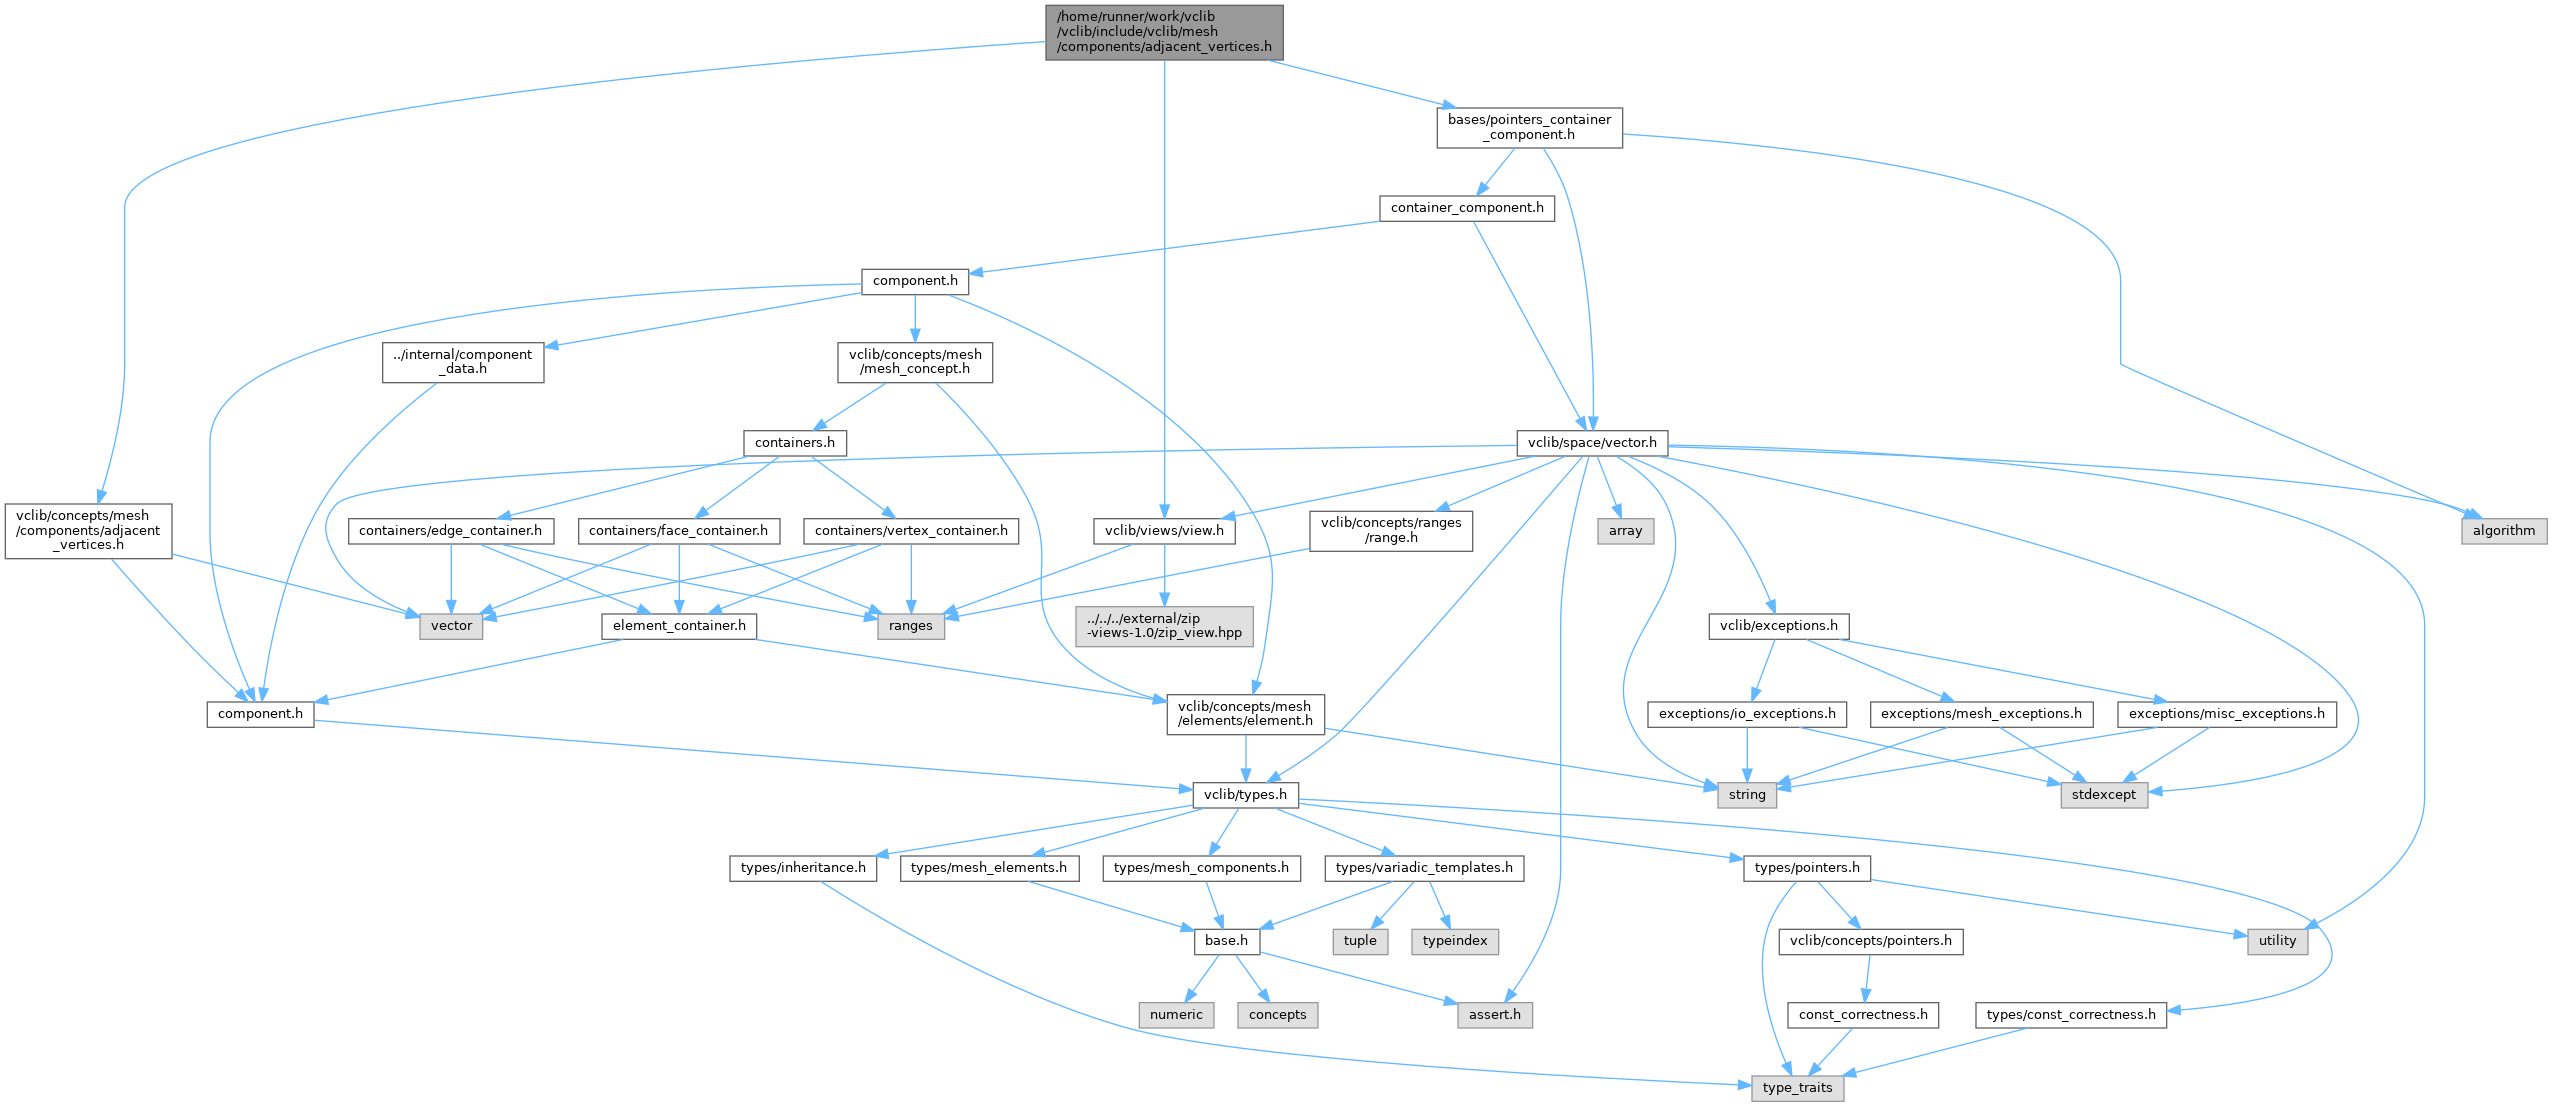 /home/runner/work/vclib
/vclib/include/vclib/mesh
/components/adjacent_vertices.h
bases/pointers_container
_component.h
container_component.h
component.h
../internal/component
_data.h
vclib/concepts/mesh
/mesh_concept.h
containers.h
vclib/space/vector.h
vclib/concepts/mesh
/components/adjacent
_vertices.h
containers/edge_container.h
containers/face_container.h
containers/vertex_container.h
vclib/views/view.h
vclib/concepts/ranges
/range.h
array
algorithm
vector
element_container.h
ranges
../../../external/zip
-views-1.0/zip_view.hpp
vclib/exceptions.h
component.h
vclib/concepts/mesh
/elements/element.h
exceptions/io_exceptions.h
exceptions/mesh_exceptions.h
exceptions/misc_exceptions.h
vclib/types.h
string
stdexcept
types/inheritance.h
types/mesh_elements.h
types/mesh_components.h
types/variadic_templates.h
types/pointers.h
base.h
tuple
typeindex
vclib/concepts/pointers.h
utility
numeric
concepts
assert.h
const_correctness.h
types/const_correctness.h
type_traits